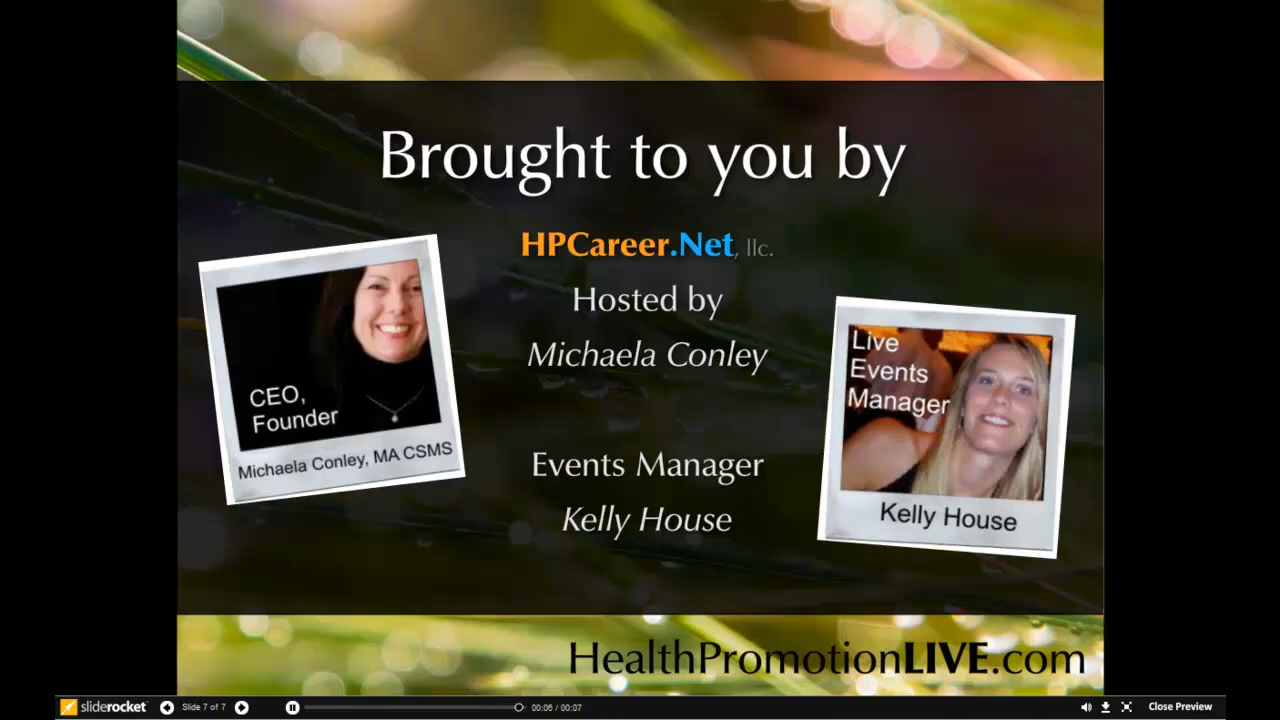 Brought to you by
HPCareer.Net, llc.
Hosted by
Michaela Conley
Events Manager
Kelly House
CEO,
Founder
Michaela Conley, MA CSMS
Live
Events
Manager
Kelly House
HealthPromotionLIVE.com
sliderocket
Slide 7 of 7
00:06 / 00:07
Close Preview